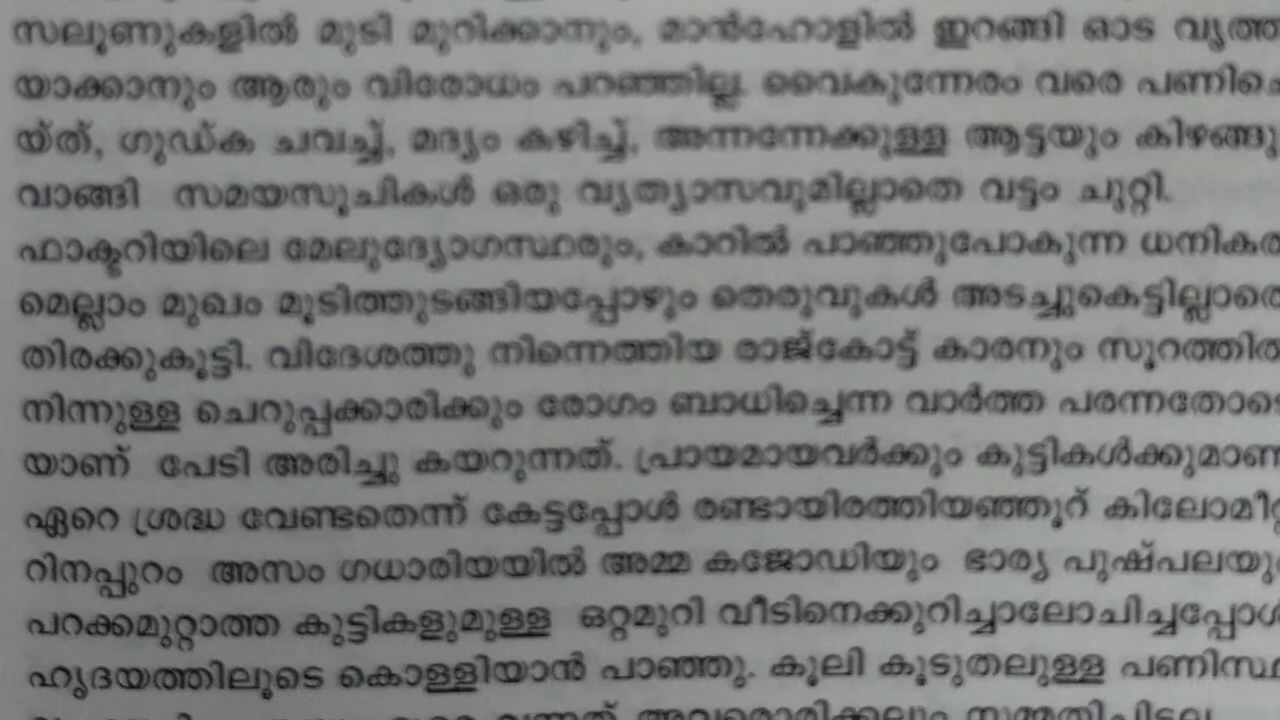 സലൂണുകളിൽ മുടി മുറിക്കാനും, മാൻഹോളിൽ ഇറങ്ങി ഓട വൃത്തി
യാക്കാനും ആരും വിരോധം പറഞ്ഞില്ല. വൈകുന്നേരം വരെ പണിചെ
യ്ത്, ഗുഡ്ക ചവച്ച്, മദ്യം കഴിച്ച്, അന്നന്നേക്കുള്ള ആട്ടയും കിഴങ്ങും
വാങ്ങി സമയസൂചികൾ ഒരു വ്യത്യാസവുമില്ലാതെ വട്ടം ചുറ്റി.
ഫാക്ടറിയിലെ മേലുദ്യോഗസ്ഥരും, കാറിൽ പാഞ്ഞുപോകുന്ന ധനികരു
മെല്ലാം മുഖം മൂടിത്തുടങ്ങിയപ്പോഴും തെരുവുകൾ അടച്ചുകെട്ടില്ലാതെ
തിരക്കുകൂട്ടി. വിദേശത്തു നിന്നെത്തിയ രാജ്കോട്ട് കാരനും സൂറത്തിൽ
നിന്നുള്ള ചെറുപ്പക്കാരിക്കും രോഗം ബാധിച്ചെന്ന വാർത്ത പരന്നതോടെ
യാണ് പേടി അരിച്ചു കയറുന്നത്. പ്രായമായവർക്കും കുട്ടികൾക്കുമാണ്
ഏറെ ശ്രദ്ധ വേണ്ടതെന്ന് കേട്ടപ്പോൾ രണ്ടായിരത്തിയഞ്ഞൂറ് കിലോമീറ്റ
റിനപ്പുറം അസം ഗധാരിയയിൽ അമ്മ കജോഡിയും ഭാര്യ പുഷ്പലയും
പറക്കമുറ്റാത്ത കുട്ടികളുമുള്ള ഒറ്റമുറി വീടിനെക്കുറിച്ചാലോചിച്ചപ്പോൾ
ഹൃദയത്തിലൂടെ കൊള്ളിയാൻ പാഞ്ഞു. കൂലി കൂടുതലുള്ള പണിസ്ഥ